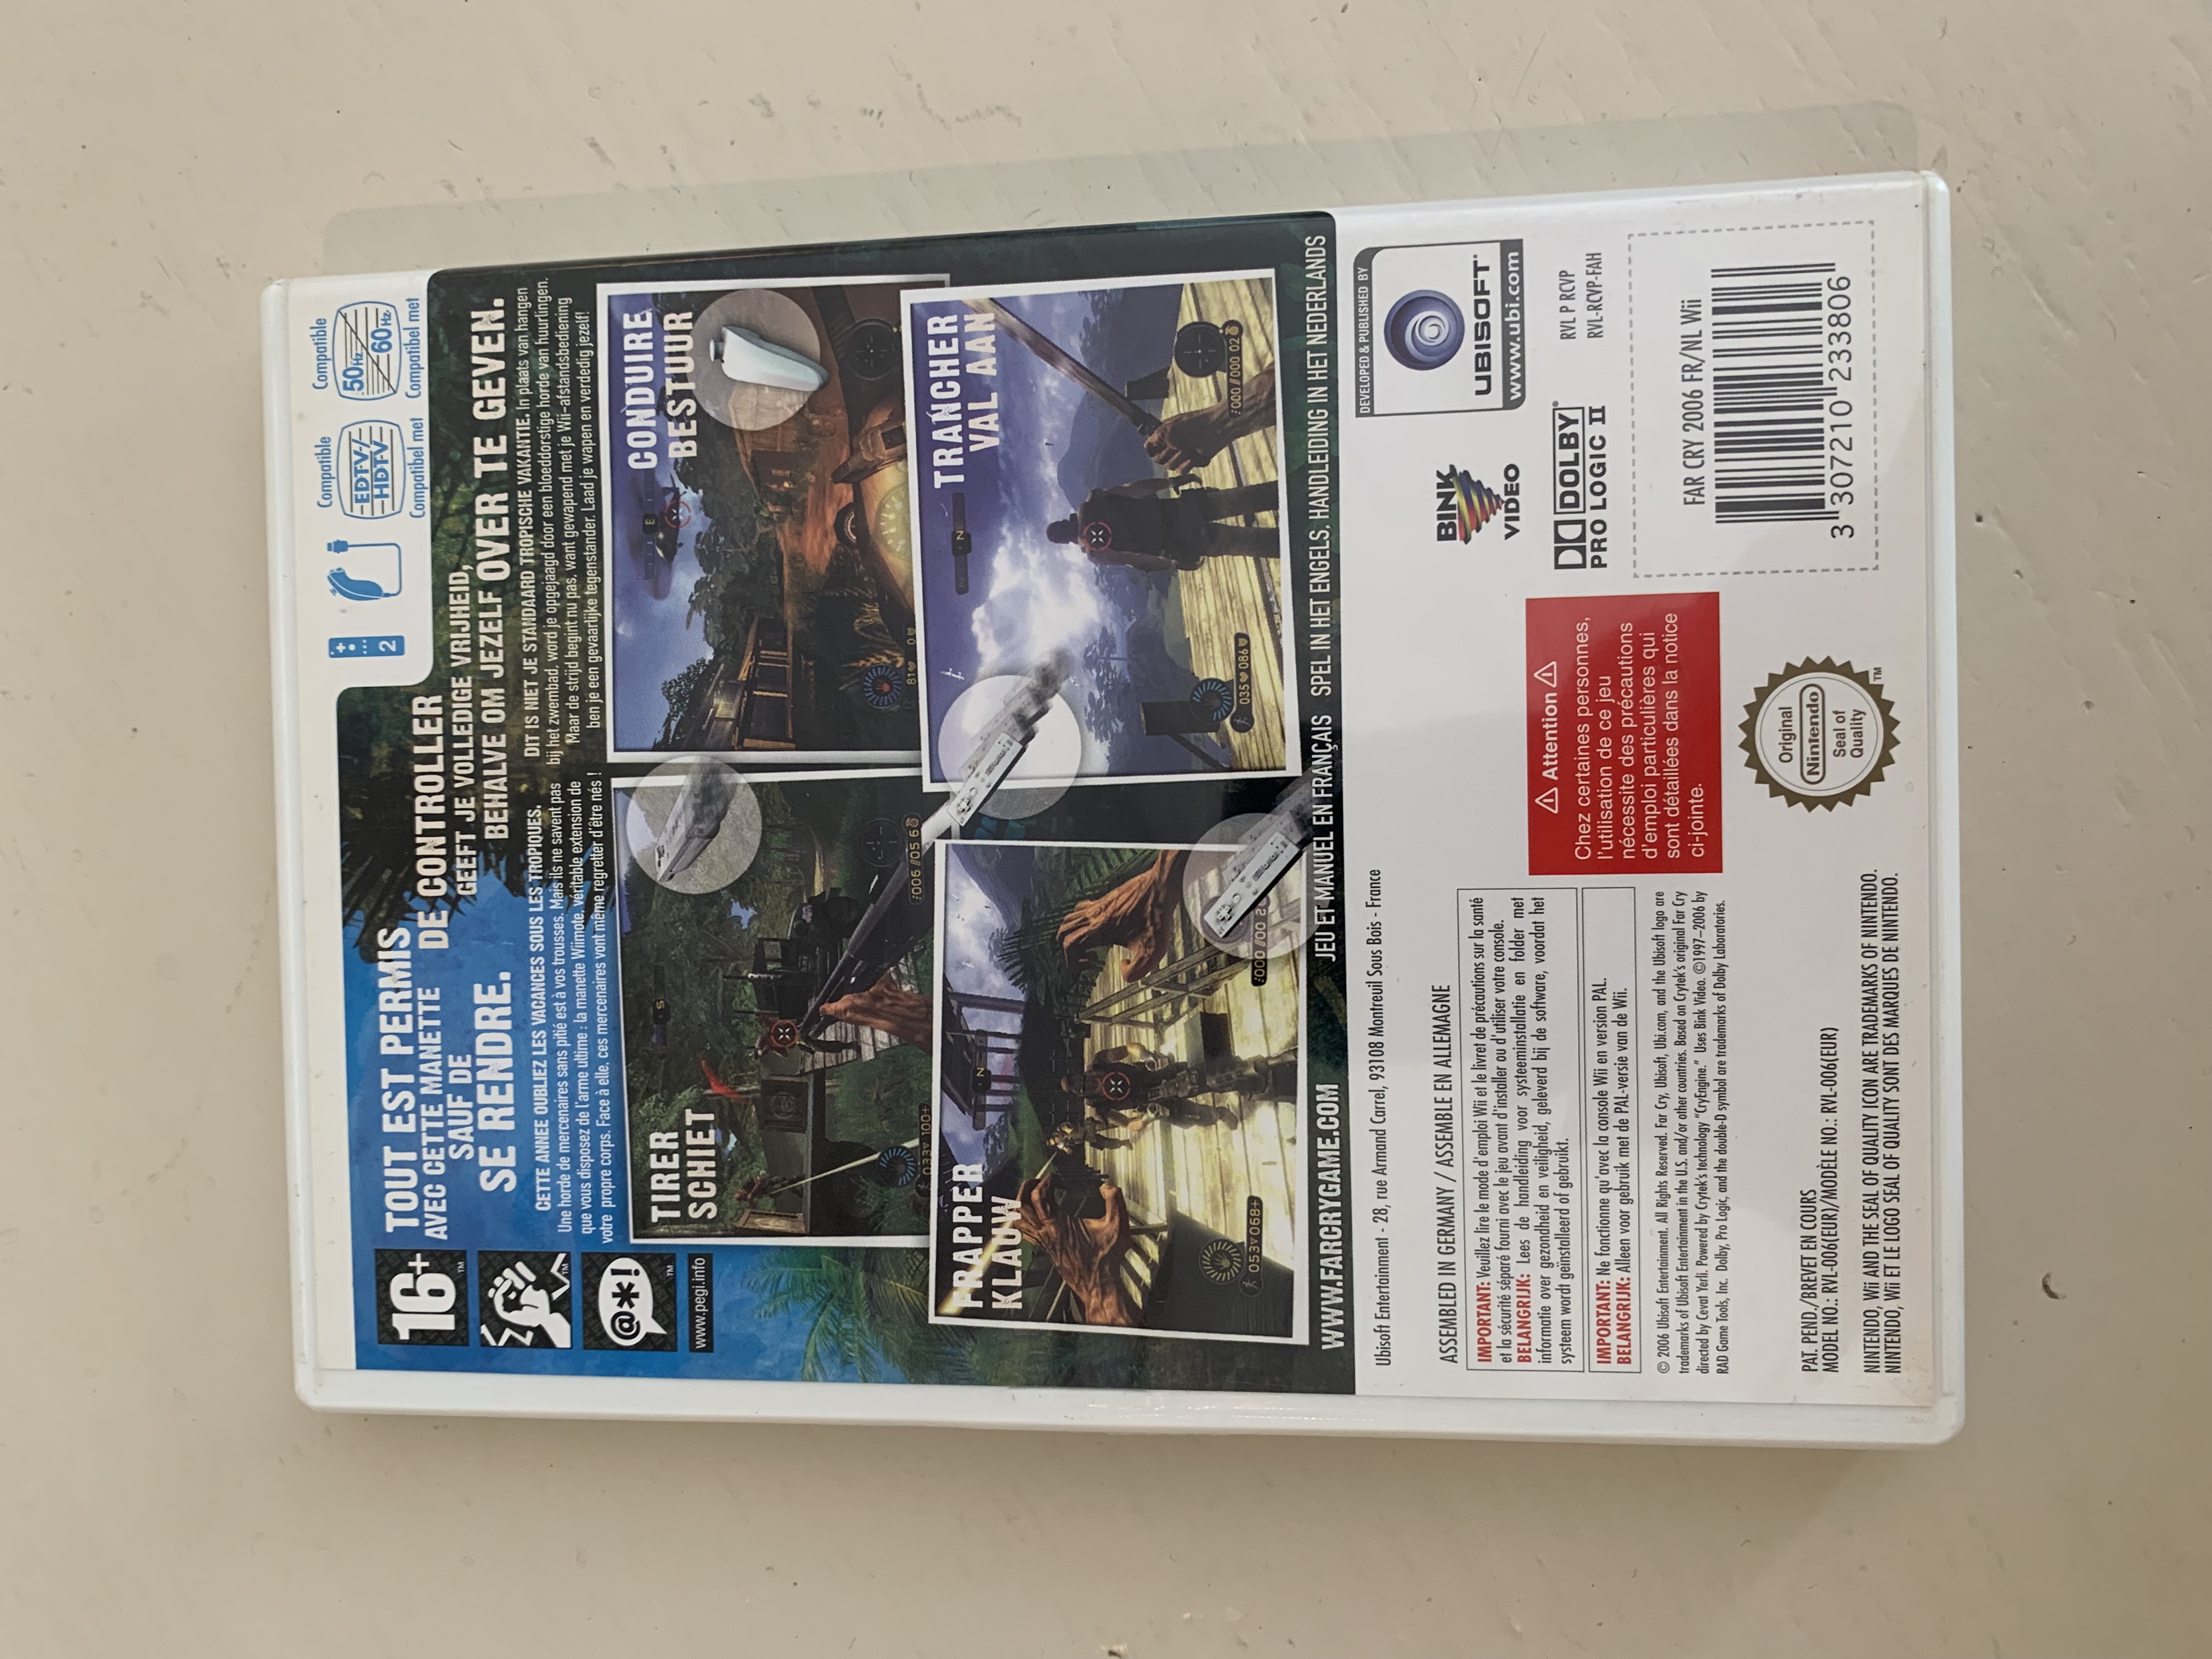 Compatible
EDTV/
HDTV
Compatibel met
Compatible
50Hz
60Hz
Compatibel met
2
16+
TM
TM
@*!
TM
www.pegi.info
TOUT EST PERMIS
AVEC CETTE MANETTE
SAUF DE
SE RENDRE.
DE CONTROLLER
GEEFT JE VOLLEDIGE VRIJHEID,
BEHALVE OM JEZELF OVER TE GEVEN.
CETTE ANNEE OUBLIEZ LES VACANCES SOUS LES TROPIQUES.
Une horde de mercenaires sans pitié est à vos trousses. Mais ils ne savent pas
que vous disposez de l'arme ultime : la manette Wiimote, véritable extension de
votre propre corps. Face à elle, ces mercenaires vont même regretter d'être nés !
DIT IS NIET JE STANDAARD TROPISCHE VAKANTIE. In plaats van hangen
bij het zwembad, word je opgejaagd door een bloeddorstige horde van huurlingen.
Maar de strijd begint nu pas, want gewapend met je Wii-afstandsbediening
ben je een gevaarlijke tegenstander. Laad je wapen en verdedig jezelf!
TIRER
SCHIET
S
033 100+
006 //05 6
CONDUIRE
BESTUUR
E
81 0
FRAPPER
KLAUW
N
053 068+
000 //00 2
TRANCHER
VAL AAN
N
035 086
000 //000 02
WWW.FARCRYGAME.COM
JEU ET MANUEL EN FRANÇAIS SPEL IN HET ENGELS, HANDLEIDING IN HET NEDERLANDS
Ubisoft Entertainment - 28, rue Armand Carrel, 93108 Montreuil Sous Bois - France
ASSEMBLED IN GERMANY / ASSEMBLE EN ALLEMAGNE
IMPORTANT: Veuillez lire le mode d'emploi Wii et le livret de précautions sur la santé
et la sécurité séparé fourni avec le jeu avant d'installer ou d'utiliser votre console.
BELANGRIJK: Lees de handleiding voor systeeminstallatie en folder met
informatie over gezondheid en veiligheid, geleverd bij de software, voordat het
systeem wordt geïnstalleerd of gebruikt.
IMPORTANT: Ne fonctionne qu'avec la console Wii en version PAL.
BELANGRIJK: Alleen voor gebruik met de PAL-versie van de Wii.
© 2006 Ubisoft Entertainment. All Rights Reserved. Far Cry, Ubisoft, Ubi.com, and the Ubisoft logo are
trademarks of Ubisoft Entertainment in the U.S. and/or other countries. Based on Crytek's original Far Cry
directed by Cevat Yerli. Powered by Crytek's technology "CryEngine." Uses Bink Video. ©1997–2006 by
RAD Game Tools, Inc. Dolby, Pro Logic, and the double-D symbol are trademarks of Dolby Laboratories.
PAT. PEND./BREVET EN COURS
MODEL NO.: RVL-006(EUR)/MODÈLE NO.: RVL-006(EUR)
NINTENDO, Wii AND THE SEAL OF QUALITY ICON ARE TRADEMARKS OF NINTENDO.
NINTENDO, Wii ET LE LOGO SEAL OF QUALITY SONT DES MARQUES DE NINTENDO.
Attention
Chez certaines personnes,
l'utilisation de ce jeu
nécessite des précautions
d'emploi particulières qui
sont détaillées dans la notice
ci-jointe.
Original
Nintendo
Seal of
Quality
TM
BINK
VIDEO
DEVELOPED & PUBLISHED BY
UBISOFT
www.ubi.com
DOLBY
PRO LOGIC II
RVL P RCVP
RVL-RCVP-FAH
FAR CRY 2006 FR/NL Wii
3 307210 233806